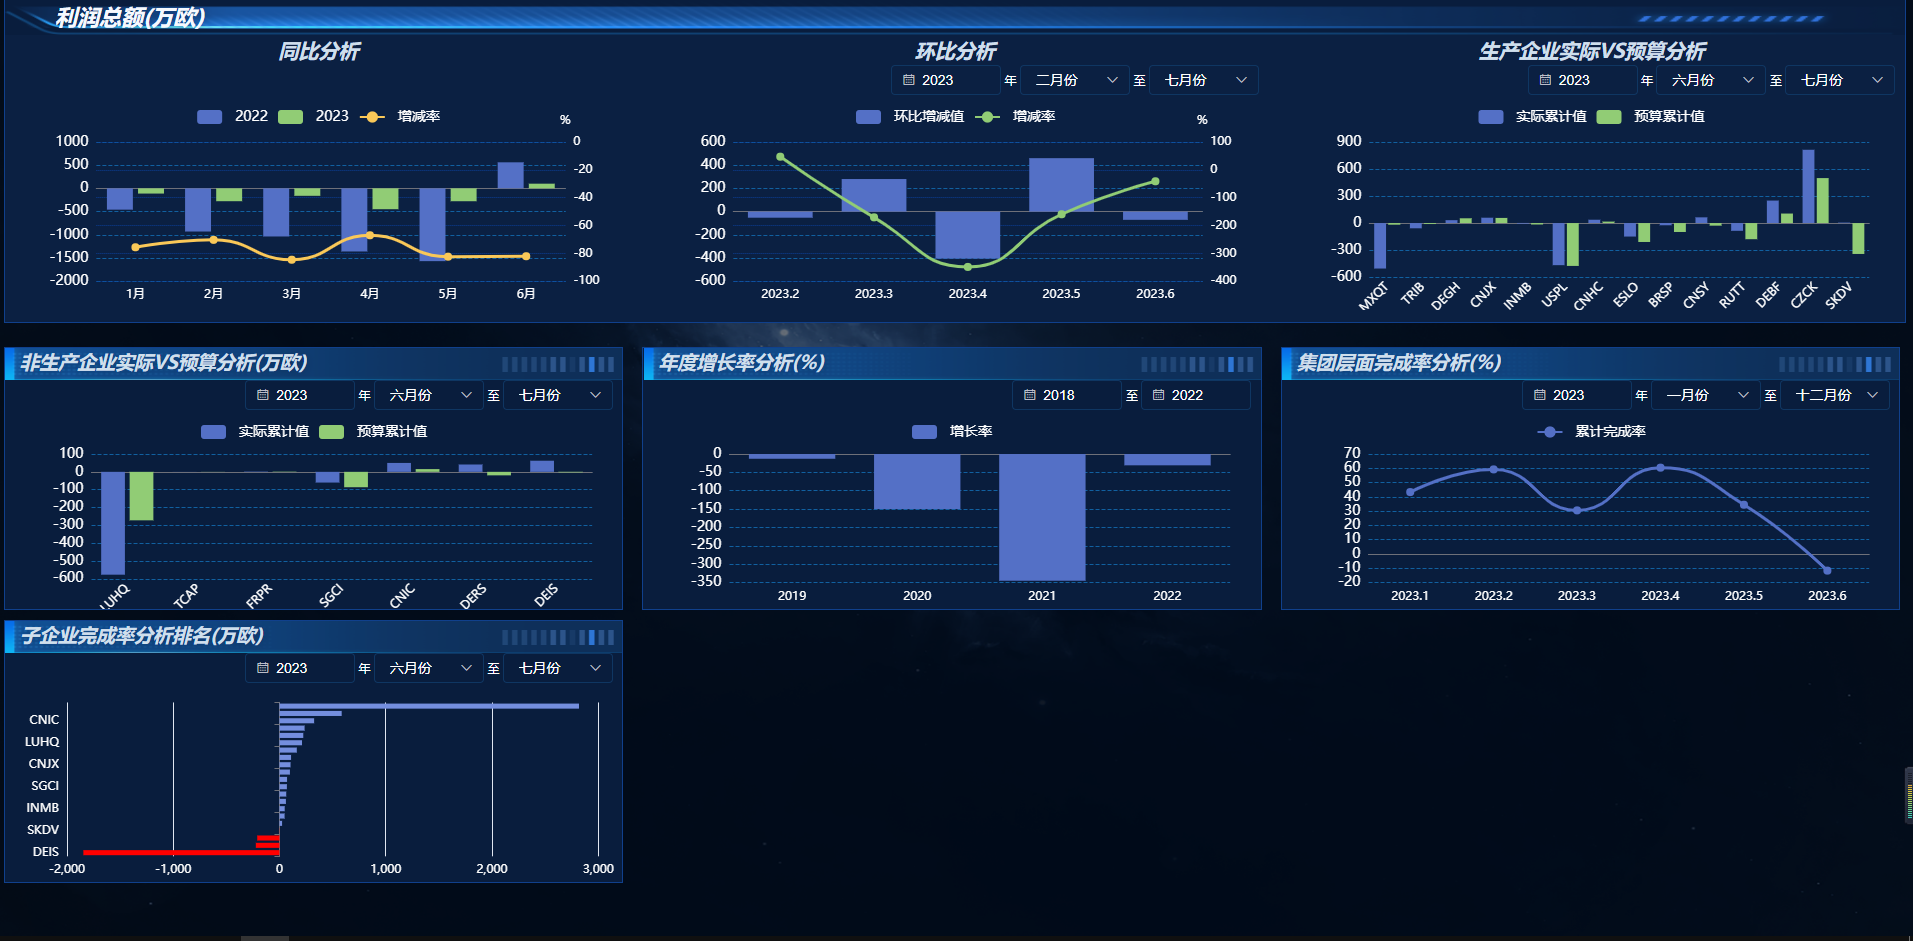 利润总额(万欧)
同比分析
2022 2023 增减率
%
1000
500
0
-500
-1000
-1500
-2000
0
-20
-40
-60
-80
-100
1月 2月 3月 4月 5月 6月
环比分析
2023 年 二月份 至 七月份
环比增减值 增减率
%
600
400
200
0
-200
-400
-600
100
0
-100
-200
-300
-400
2023.2 2023.3 2023.4 2023.5 2023.6
生产企业实际VS预算分析
2023 年 六月份 至 七月份
实际累计值 预算累计值
900
600
300
0
-300
-600
MXQT TRIB DEGH CNJX INMB USPL CNHC ESLO BRSP CNSY RUTT DEBF CZCK SKDV
非生产企业实际VS预算分析(万欧)
2023 年 六月份 至 七月份
实际累计值 预算累计值
100
0
-100
-200
-300
-400
-500
-600
LUHQ TCAP FRPR SGCI CNIC DERS DEIS
年度增长率分析(%)
2018 至 2022
增长率
0
-50
-100
-150
-200
-250
-300
-350
2019 2020 2021 2022
集团层面完成率分析(%)
2023 年 一月份 至 十二月份
累计完成率
70
60
50
40
30
20
10
0
-10
-20
2023.1 2023.2 2023.3 2023.4 2023.5 2023.6
子企业完成率分析排名(万欧)
2023 年 六月份 至 七月份
CNIC
LUHQ
CNJX
SGCI
INMB
SKDV
DEIS
-2,000 -1,000 0 1,000 2,000 3,000